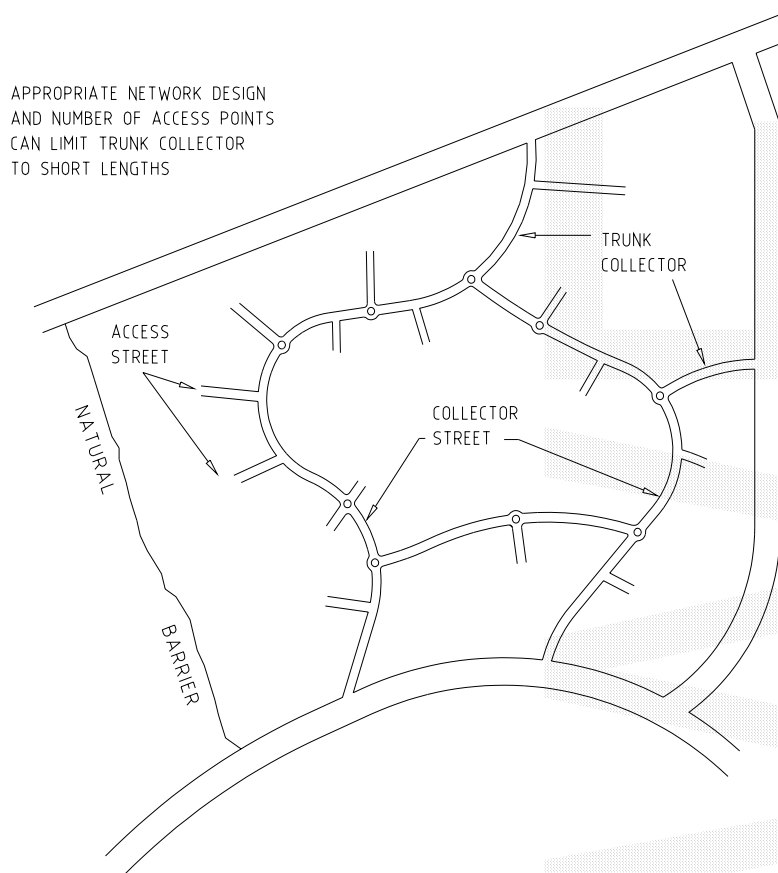 APPROPRIATE NETWORK DESIGN
AND NUMBER OF ACCESS POINTS
CAN LIMIT TRUNK COLLECTOR
TO SHORT LENGTHS
TRUNK
COLLECTOR
ACCESS
STREET
COLLECTOR
STREET
NATURAL
BARRIER